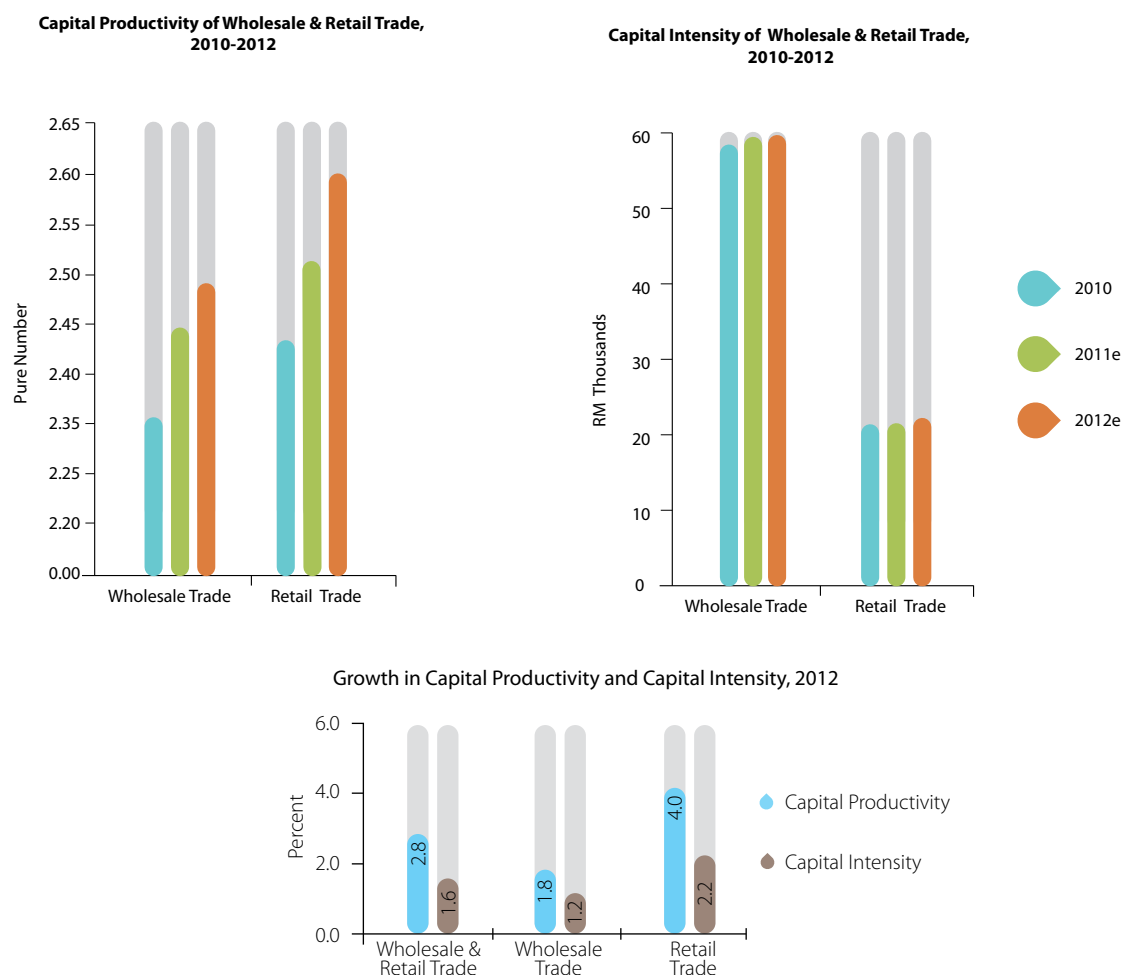 Capital Productivity of Wholesale & Retail Trade,
2010-2012
Pure Number
2.65
2.60
2.55
2.50
2.45
2.40
2.35
2.25
2.20
0.00
Wholesale Trade
Retail Trade
Capital Intensity of Wholesale & Retail Trade,
2010-2012
RM Thousands
60
50
40
30
20
10
0
Wholesale Trade
Retail Trade
2010
2011e
2012e
Growth in Capital Productivity and Capital Intensity, 2012
Percent
6.0
4.0
2.0
0.0
2.8
1.6
1.8
1.2
4.0
2.2
Wholesale &
Retail Trade
Wholesale
Trade
Retail
Trade
Capital Productivity
Capital Intensity